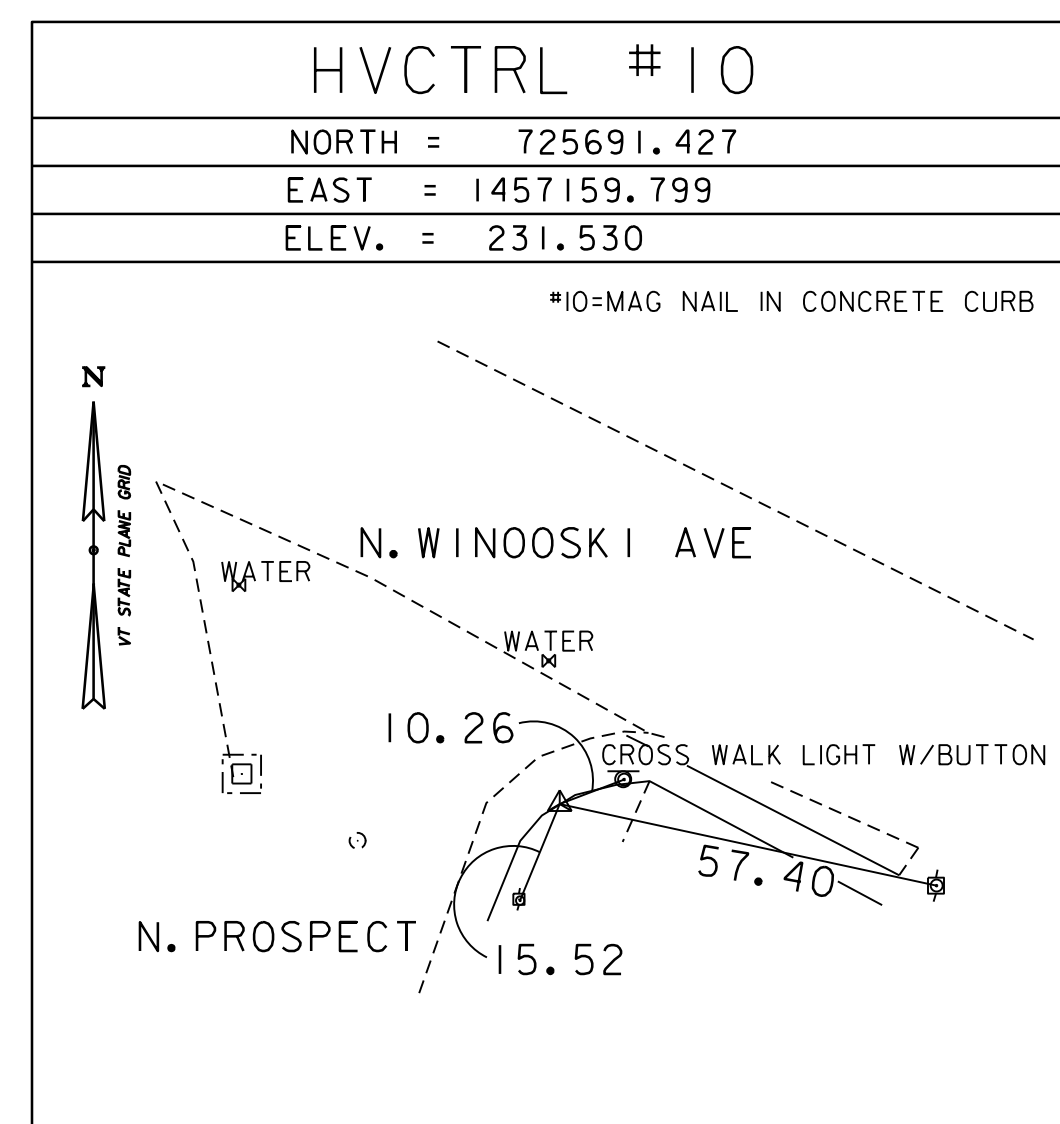 HVCTRL #10
NORTH = 725691.427
EAST = 1457159.799
ELEV. = 231.530
#10=MAG NAIL IN CONCRETE CURB
N
VT STATE PLANE GRID
N. WINOOSKI AVE
WATER
WATER
10.26
CROSS WALK LIGHT W/BUTTON
57.40
N. PROSPECT
15.52